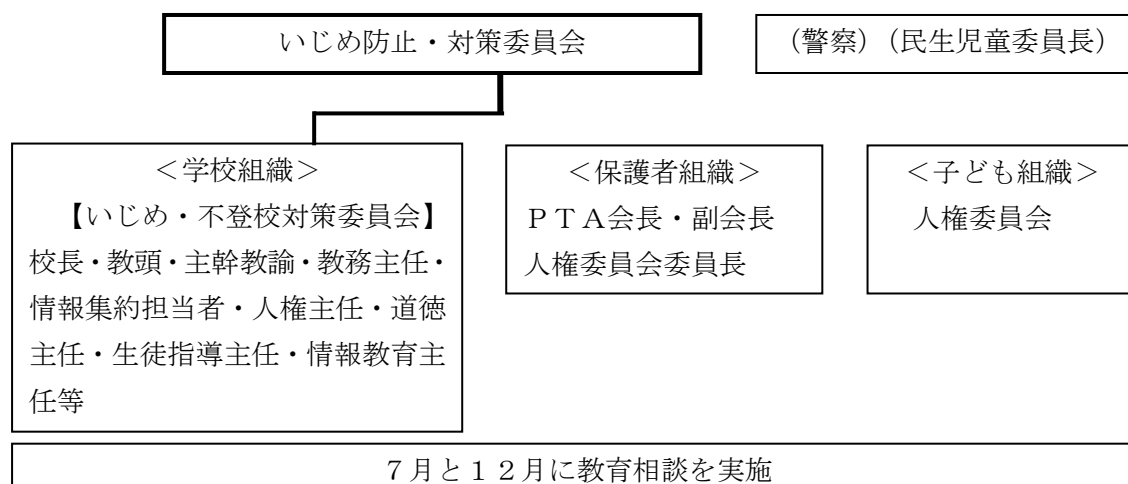 いじめ防止・対策委員会
（警察）（民生児童委員長）
＜学校組織＞
【いじめ・不登校対策委員会】
校長・教頭・主幹教諭・教務主任・
情報集約担当者・人権主任・道徳
主任・生徒指導主任・情報教育主
任等
＜保護者組織＞
ＰＴＡ会長・副会長
人権委員会委員長
＜子ども組織＞
人権委員会
７月と１２月に教育相談を実施